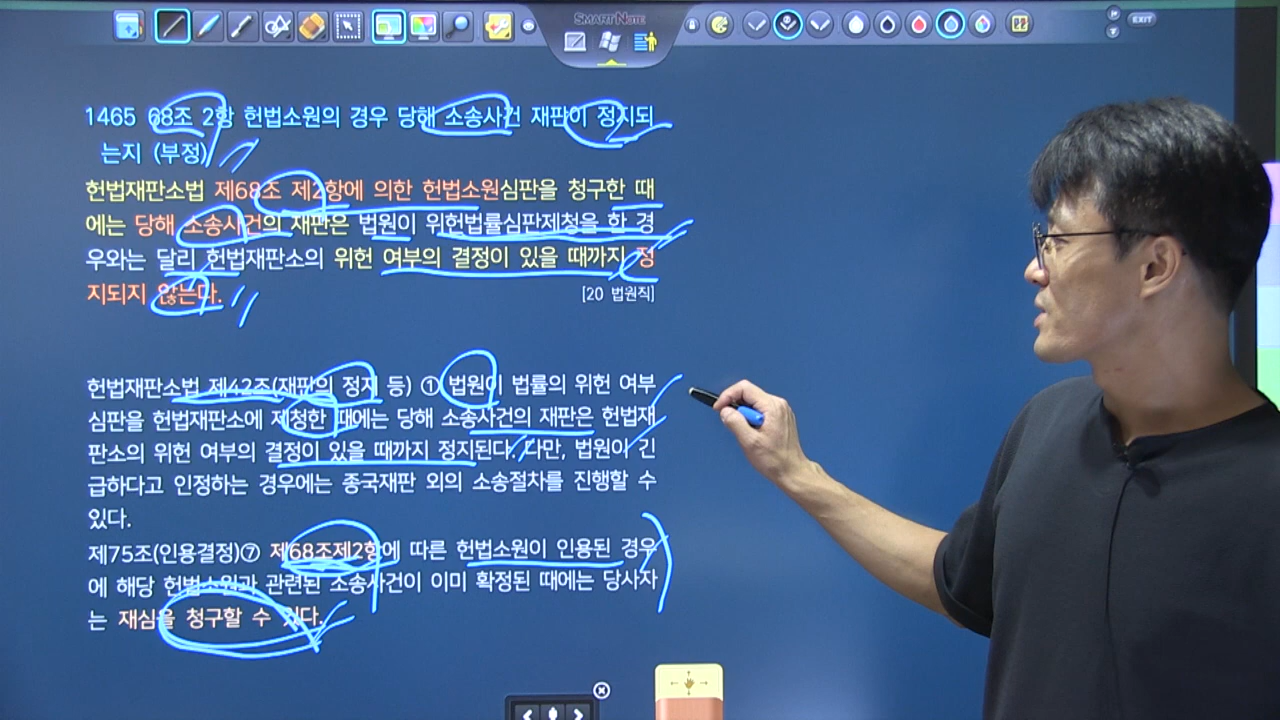 SMARTNOTE
EXIT
1465 68조 2항 헌법소원의 경우 당해 소송사건 재판이 정지되
는지 (부정)
헌법재판소법 제68조 제2항에 의한 헌법소원심판을 청구한 때
에는 당해 소송사건의 재판은 법원이 위헌법률심판제청을 한 경
우와는 달리 헌법재판소의 위헌 여부의 결정이 있을 때까지 정
지되지 않는다.
[20 법원직]
헌법재판소법 제42조(재판의 정지 등) ① 법원이 법률의 위헌 여부
심판을 헌법재판소에 제청한 때에는 당해 소송사건의 재판은 헌법재
판소의 위헌 여부의 결정이 있을 때까지 정지된다. 다만, 법원이 긴
급하다고 인정하는 경우에는 종국재판 외의 소송절차를 진행할 수
있다.
제75조(인용결정)⑦ 제68조제2항에 따른 헌법소원이 인용된 경우
에 해당 헌법소원과 관련된 소송사건이 이미 확정된 때에는 당사자
는 재심을 청구할 수 있다.